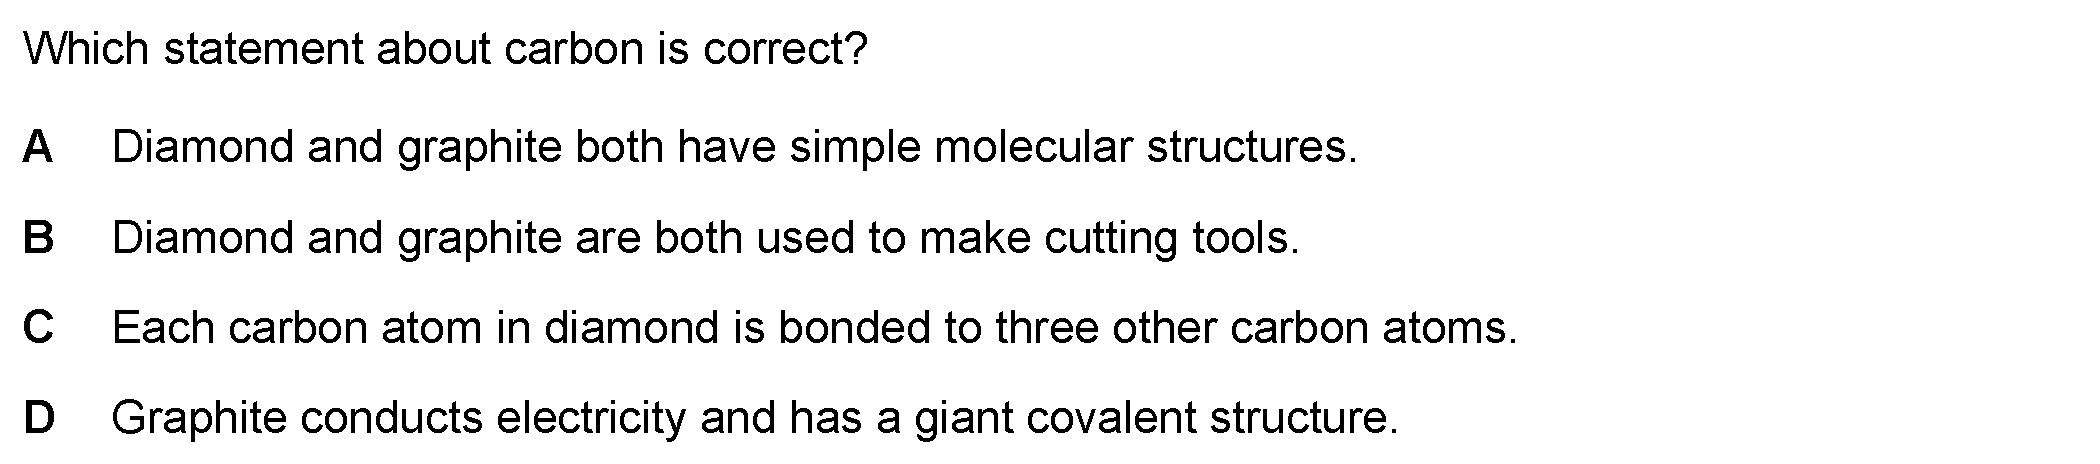 Which statement about carbon is correct?
A Diamond and graphite both have simple molecular structures.
B Diamond and graphite are both used to make cutting tools.
C Each carbon atom in diamond is bonded to three other carbon atoms.
D Graphite conducts electricity and has a giant covalent structure.